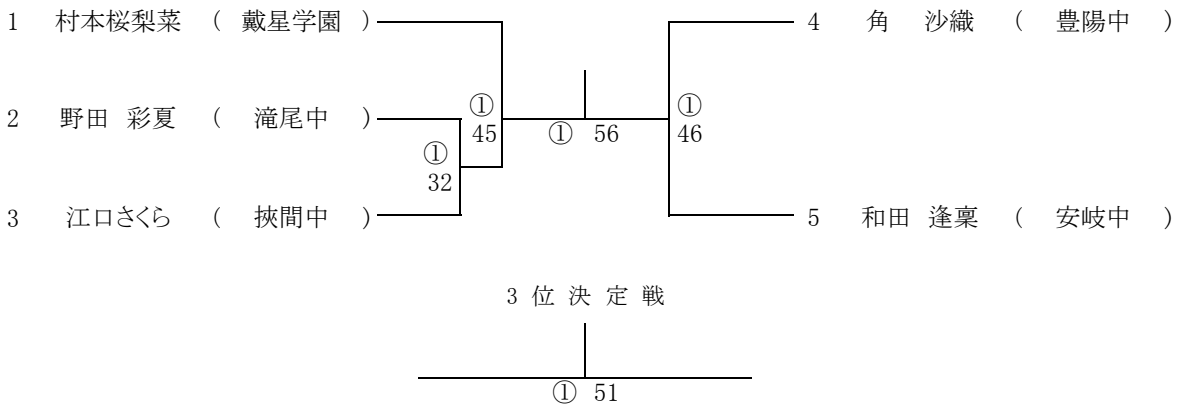 1 村本桜梨菜 ( 戴星学園 )
4 角 沙織 ( 豊陽中 )
2 野田 彩夏 ( 滝尾中 )
①
45
① 56
①
46
①
32
3 江口さくら ( 挾間中 )
5 和田 逢稟 ( 安岐中 )
3 位 決 定 戦
① 51